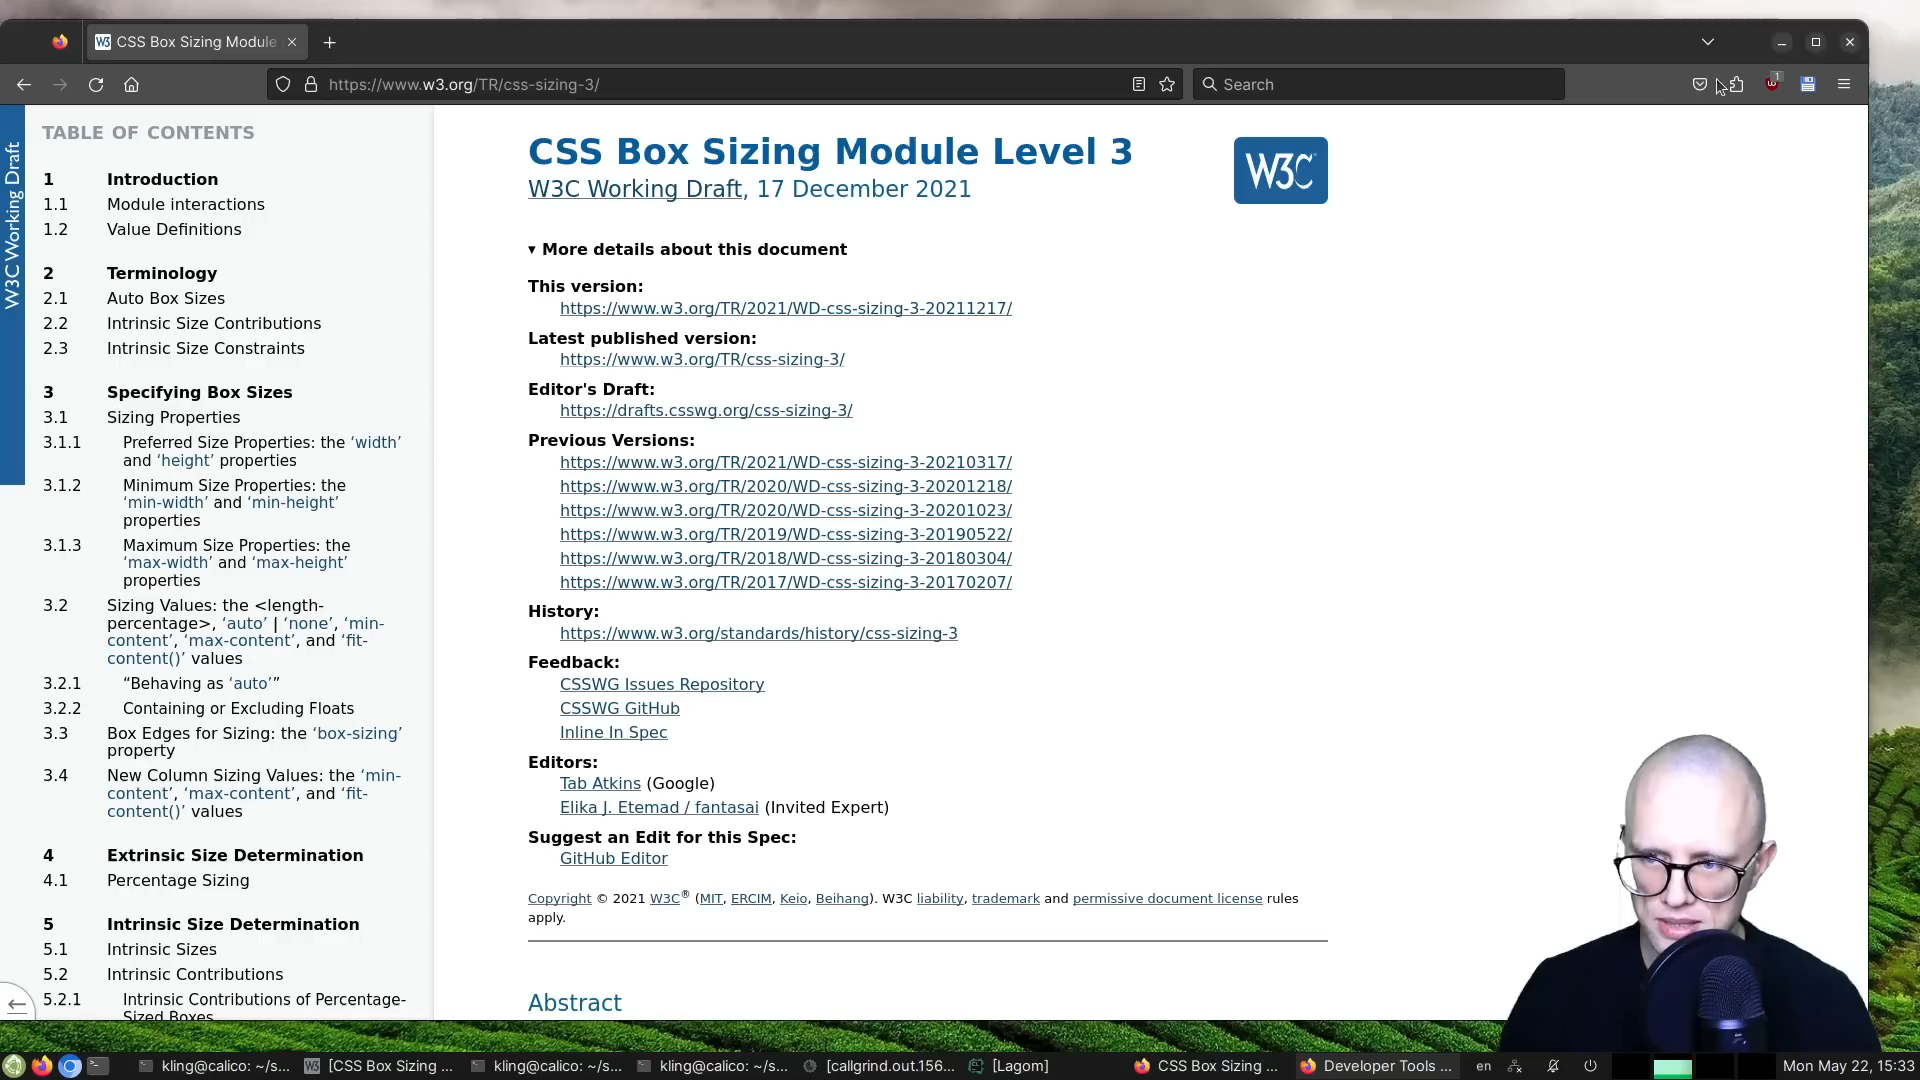 CSS Box Sizing Module
https://www.w3.org/TR/css-sizing-3/
Search
1
W3C Working Draft
TABLE OF CONTENTS
1 Introduction
1.1 Module interactions
1.2 Value Definitions
2 Terminology
2.1 Auto Box Sizes
2.2 Intrinsic Size Contributions
2.3 Intrinsic Size Constraints
3 Specifying Box Sizes
3.1 Sizing Properties
3.1.1 Preferred Size Properties: the ‘width’
and ‘height’ properties
3.1.2 Minimum Size Properties: the
‘min-width’ and ‘min-height’
properties
3.1.3 Maximum Size Properties: the
‘max-width’ and ‘max-height’
properties
3.2 Sizing Values: the <length-
percentage>, ‘auto’ | ‘none’, ‘min-
content’, ‘max-content’, and ‘fit-
content()’ values
3.2.1 “Behaving as ‘auto’”
3.2.2 Containing or Excluding Floats
3.3 Box Edges for Sizing: the ‘box-sizing’
property
3.4 New Column Sizing Values: the ‘min-
content’, ‘max-content’, and ‘fit-
content()’ values
4 Extrinsic Size Determination
4.1 Percentage Sizing
5 Intrinsic Size Determination
5.1 Intrinsic Sizes
5.2 Intrinsic Contributions
5.2.1 Intrinsic Contributions of Percentage-
Sized Boxes
CSS Box Sizing Module Level 3
W3C
W3C Working Draft, 17 December 2021
▾ More details about this document
This version:
https://www.w3.org/TR/2021/WD-css-sizing-3-20211217/
Latest published version:
https://www.w3.org/TR/css-sizing-3/
Editor's Draft:
https://drafts.csswg.org/css-sizing-3/
Previous Versions:
https://www.w3.org/TR/2021/WD-css-sizing-3-20210317/
https://www.w3.org/TR/2020/WD-css-sizing-3-20201218/
https://www.w3.org/TR/2020/WD-css-sizing-3-20201023/
https://www.w3.org/TR/2019/WD-css-sizing-3-20190522/
https://www.w3.org/TR/2018/WD-css-sizing-3-20180304/
https://www.w3.org/TR/2017/WD-css-sizing-3-20170207/
History:
https://www.w3.org/standards/history/css-sizing-3
Feedback:
CSSWG Issues Repository
CSSWG GitHub
Inline In Spec
Editors:
Tab Atkins (Google)
Elika J. Etemad / fantasai (Invited Expert)
Suggest an Edit for this Spec:
GitHub Editor
Copyright © 2021 W3C® (MIT, ERCIM, Keio, Beihang). W3C liability, trademark and permissive document license rules
apply.
Abstract
kling@calico: ~/s... [CSS Box Sizing ... kling@calico: ~/s... kling@calico: ~/s... [callgrind.out.156... [Lagom] CSS Box Sizing ... Developer Tools ... en Mon May 22, 15:33